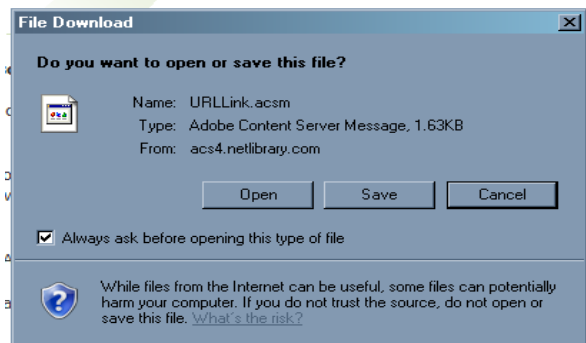 File Download
Do you want to open or save this file?
Name: URLLink.acsm
Type: Adobe Content Server Message, 1.63KB
From: acs4.netlibrary.com
Open Save Cancel
Always ask before opening this type of file
While files from the Internet can be useful, some files can potentially
harm your computer. If you do not trust the source, do not open or
save this file. What's the risk?